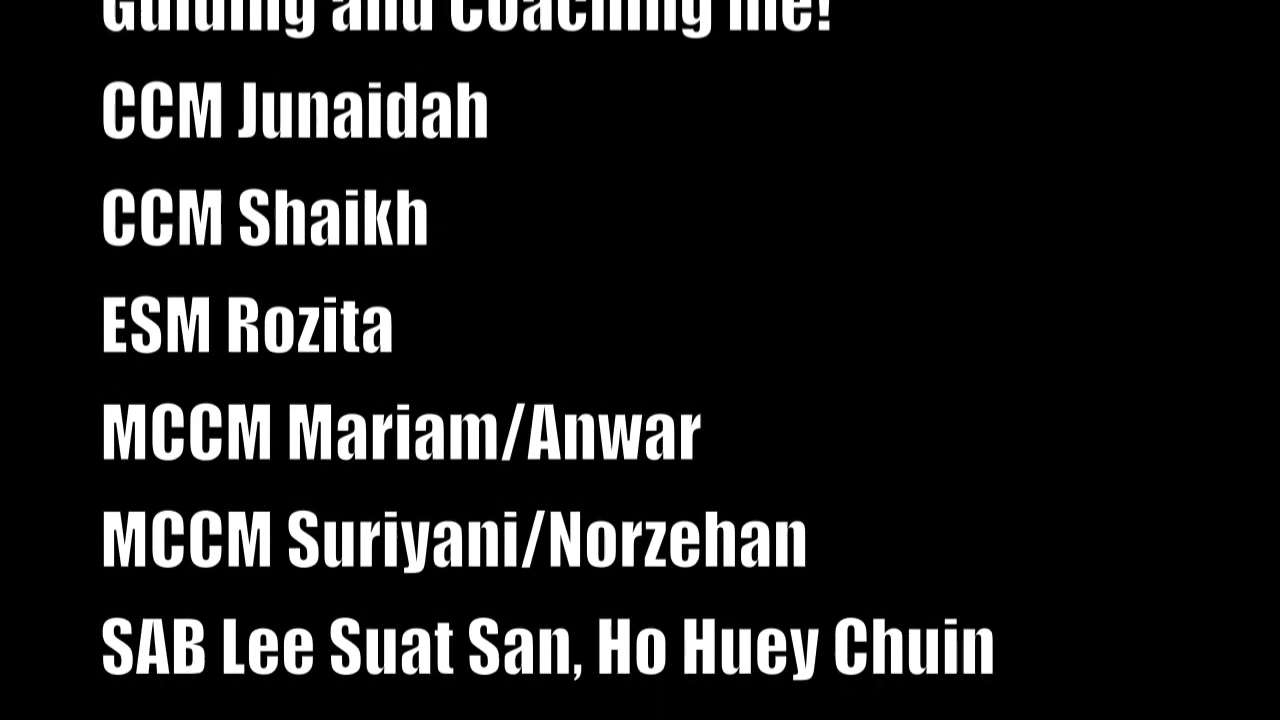 Guiding and Coaching me!
CCM Junaidah
CCM Shaikh
ESM Rozita
MCCM Mariam/Anwar
MCCM Suriyani/Norzehan
SAB Lee Suat San, Ho Huey Chuin